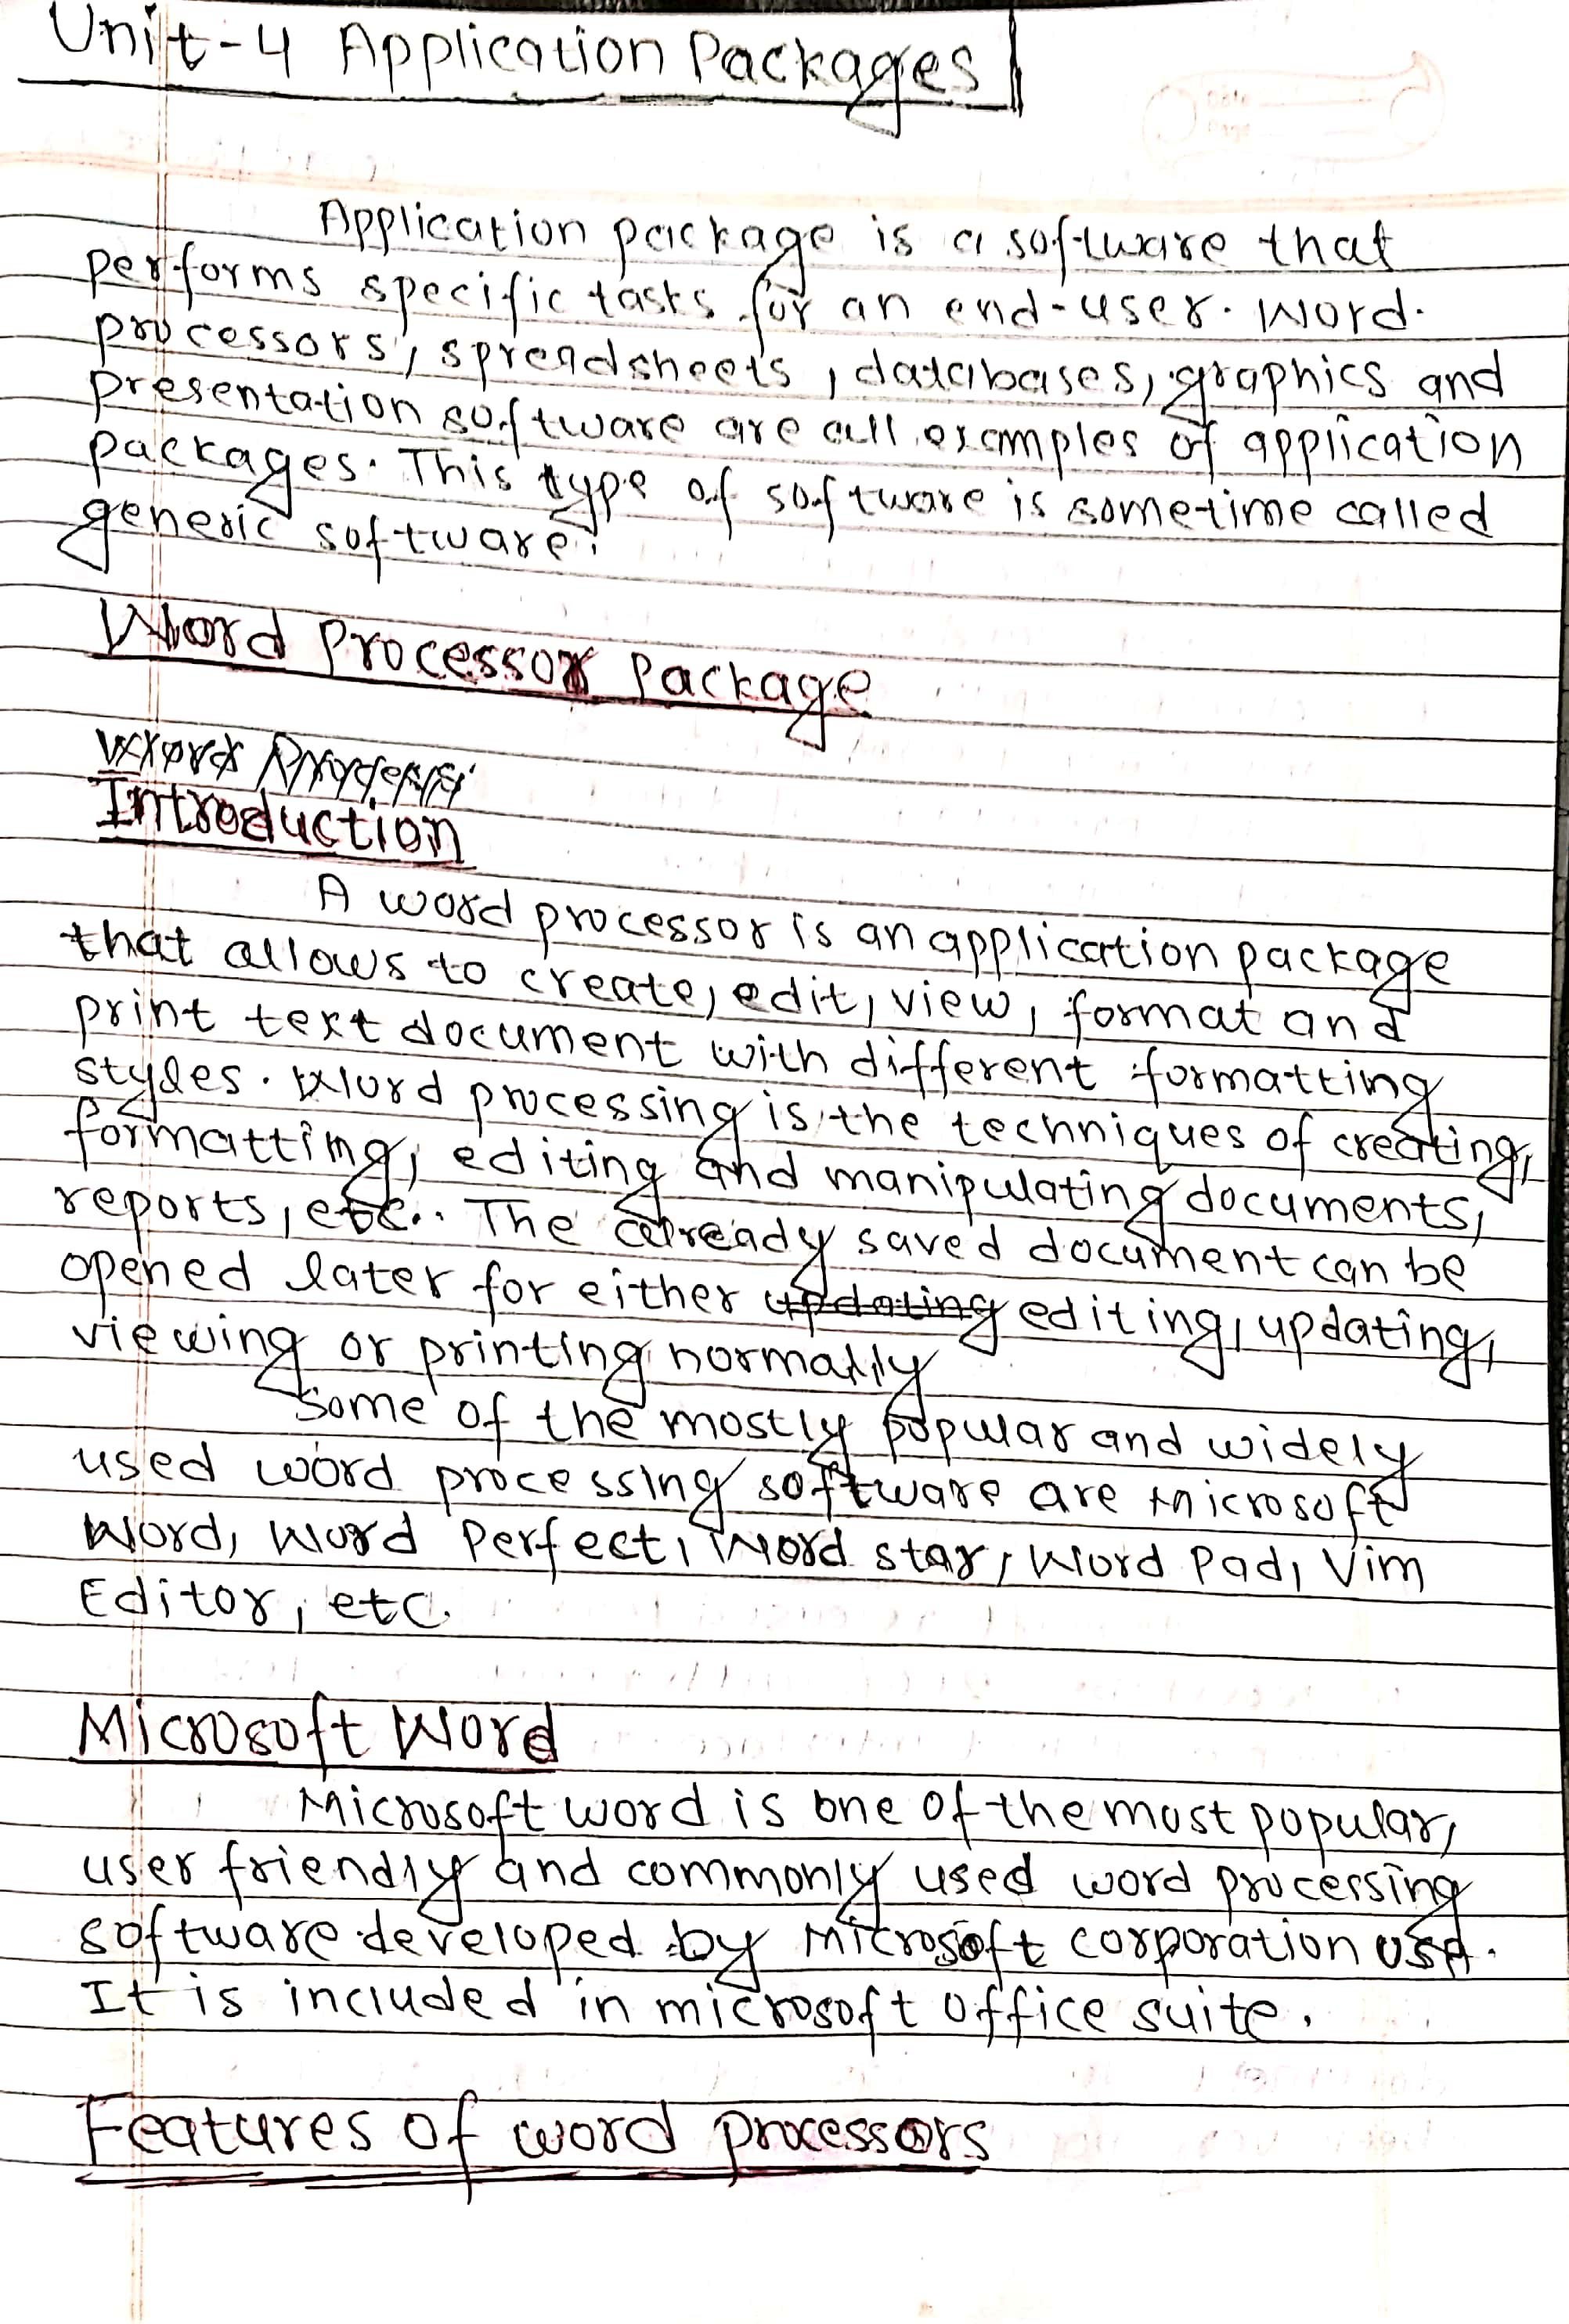 Unit-4 Application Packages
Application package is a software that
performs specific tasks for an end-user. Word.
processors, spreadsheets, databases, graphics and
presentation software are all examples of application
packages. This type of software is sometime called
generic software.
Word Processor Package
Introduction
A word processor is an application package
that allows to create, edit, view, format and
print text document with different formatting
styles. Word processing is the techniques of creating,
formatting, editing and manipulating documents,
reports, etc.. The already saved document can be
opened later for either updating editing, updating,
viewing or printing normally
Some of the mostly popular and widely
used word processing software are microsoft
Word, Word Perfect, Word star, Word Pad, Vim
Editor, etc.
Microsoft Word
Microsoft word is one of the most popular,
user friendly and commonly used word processing
software developed by microsoft corporation USA.
It is included in microsoft office suite.
Features of word processors